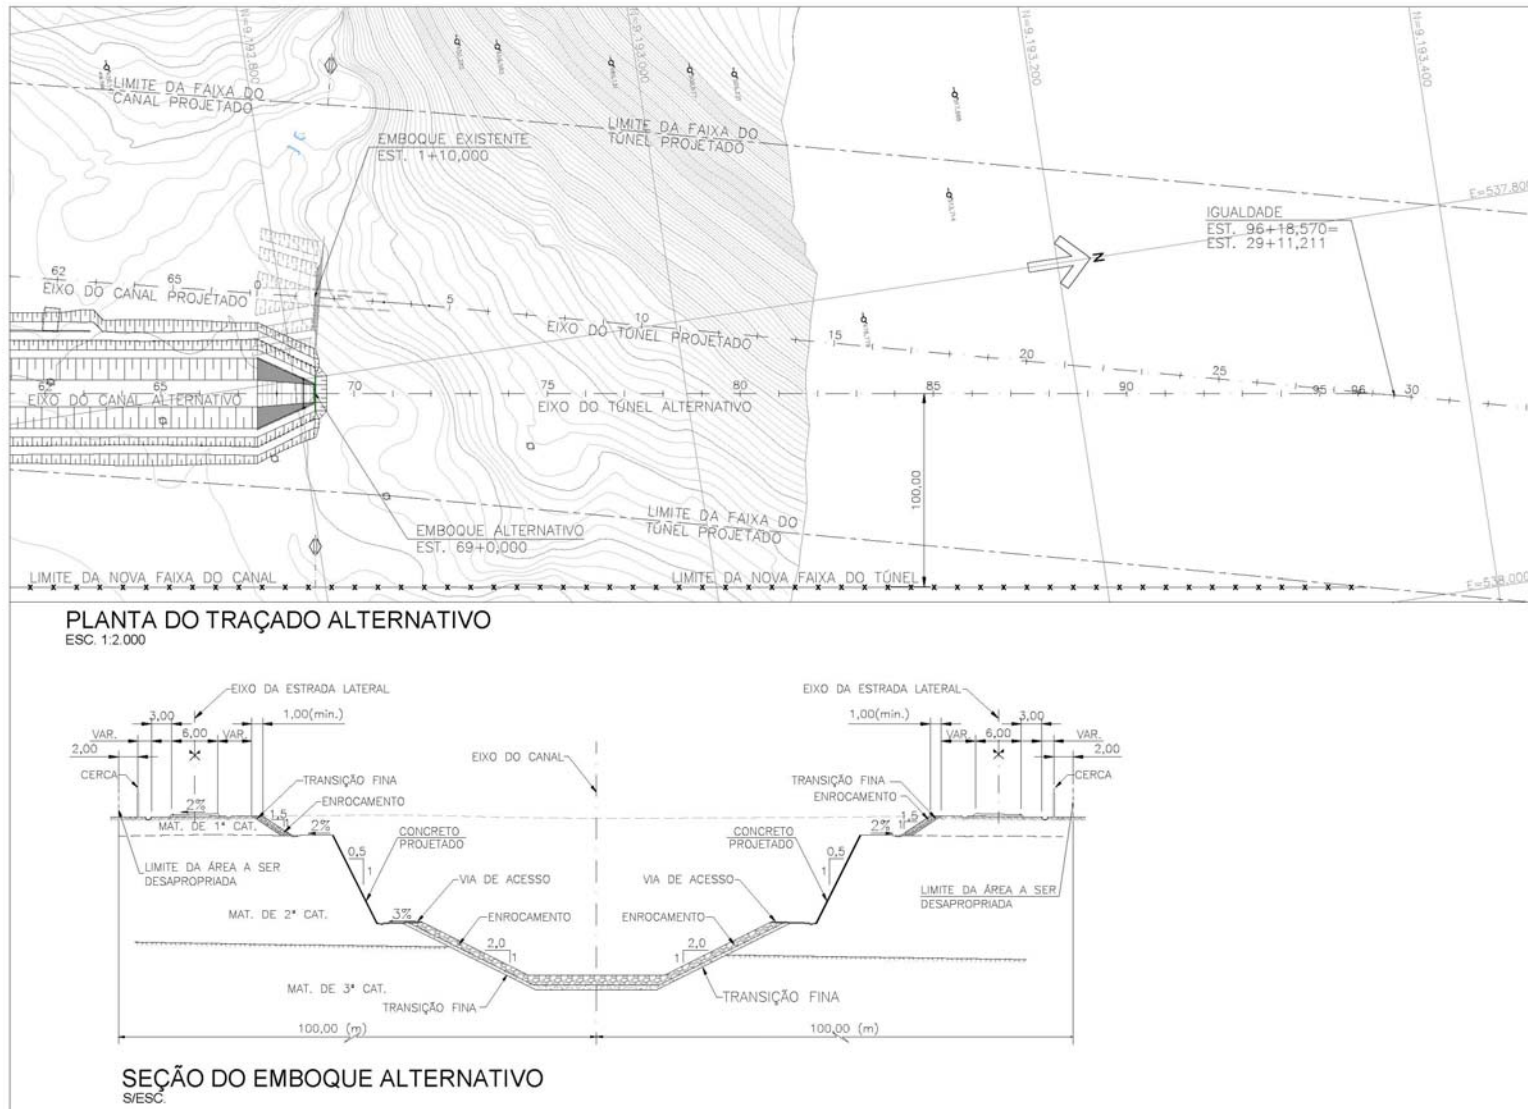 N=9.192.800
N=9.193.000
N=9.193.200
N=9.193.400
LIMITE DA FAIXA DO
CANAL PROJETADO
EMBOQUE EXISTENTE
EST. 1+10,000
LIMITE DA FAIXA DO
TÚNEL PROJETADO
E=537.800
IGUALDADE
EST. 96+18,570=
EST. 29+11,211
N
62
65
0
5
10
15
20
25
30
EIXO DO CANAL PROJETADO
EIXO DO TÚNEL PROJETADO
62
65
70
75
80
85
90
95
96
EIXO DO CANAL ALTERNATIVO
EIXO DO TÚNEL ALTERNATIVO
100,00
EMBOQUE ALTERNATIVO
EST. 69+0,000
LIMITE DA FAIXA DO
TÚNEL PROJETADO
LIMITE DA NOVA FAIXA DO CANAL
LIMITE DA NOVA FAIXA DO TÚNEL
E=538.000
PLANTA DO TRAÇADO ALTERNATIVO
ESC. 1:2.000
EIXO DA ESTRADA LATERAL
EIXO DA ESTRADA LATERAL
3,00
1,00(min.)
1,00(min.)
3,00
VAR.
6,00
VAR.
VAR.
6,00
VAR.
2,00
2,00
EIXO DO CANAL
CERCA
CERCA
TRANSIÇÃO FINA
TRANSIÇÃO FINA
ENROCAMENTO
ENROCAMENTO
2%
1,5
1,5
1
MAT. DE 1ª CAT.
2%
2%
CONCRETO
PROJETADO
CONCRETO
PROJETADO
0,5
1
0,5
1
LIMITE DA ÁREA A SER
DESAPROPRIADA
VIA DE ACESSO
VIA DE ACESSO
LIMITE DA ÁREA A SER
DESAPROPRIADA
MAT. DE 2ª CAT.
3%
ENROCAMENTO
ENROCAMENTO
2,0
1
2,0
1
MAT. DE 3ª CAT.
TRANSIÇÃO FINA
TRANSIÇÃO FINA
100,00 (m)
100,00 (m)
SEÇÃO DO EMBOQUE ALTERNATIVO
S/ESC.